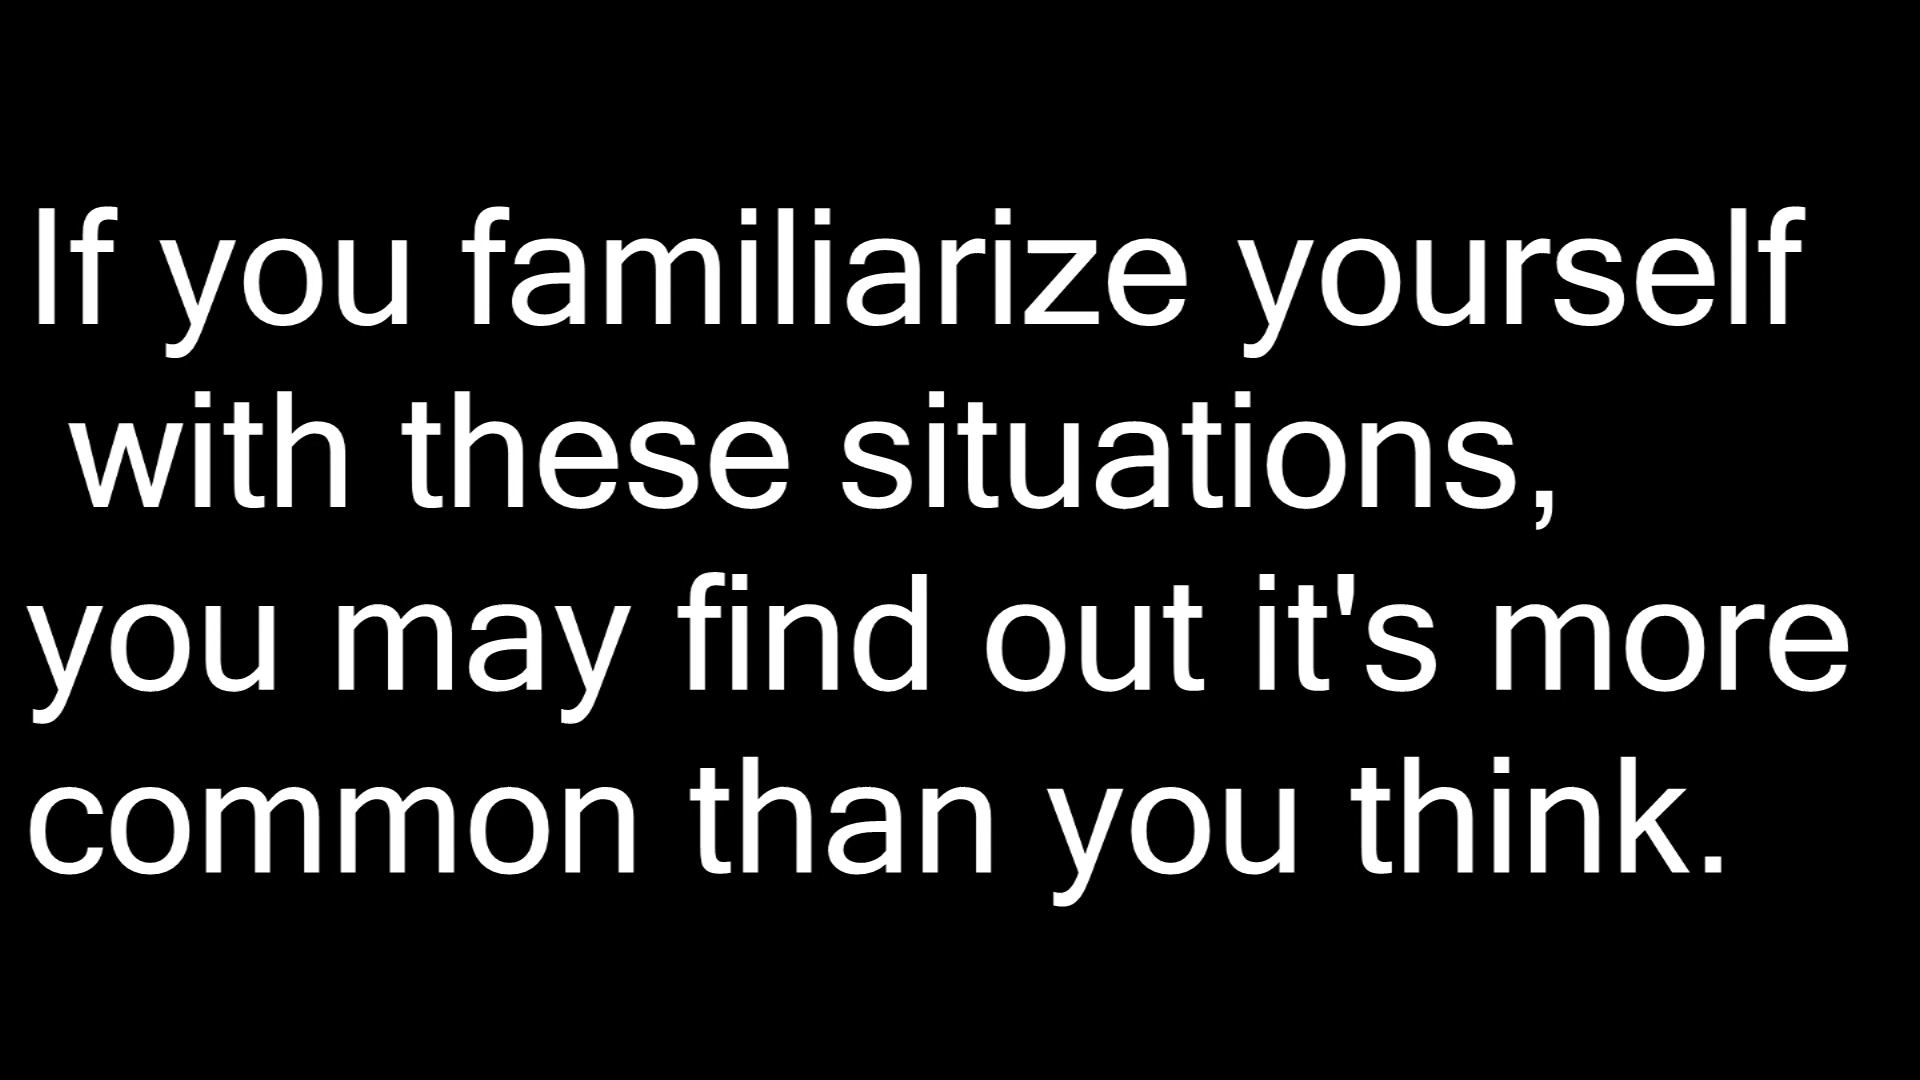 If you familiarize yourself
with these situations,
you may find out it's more
common than you think.